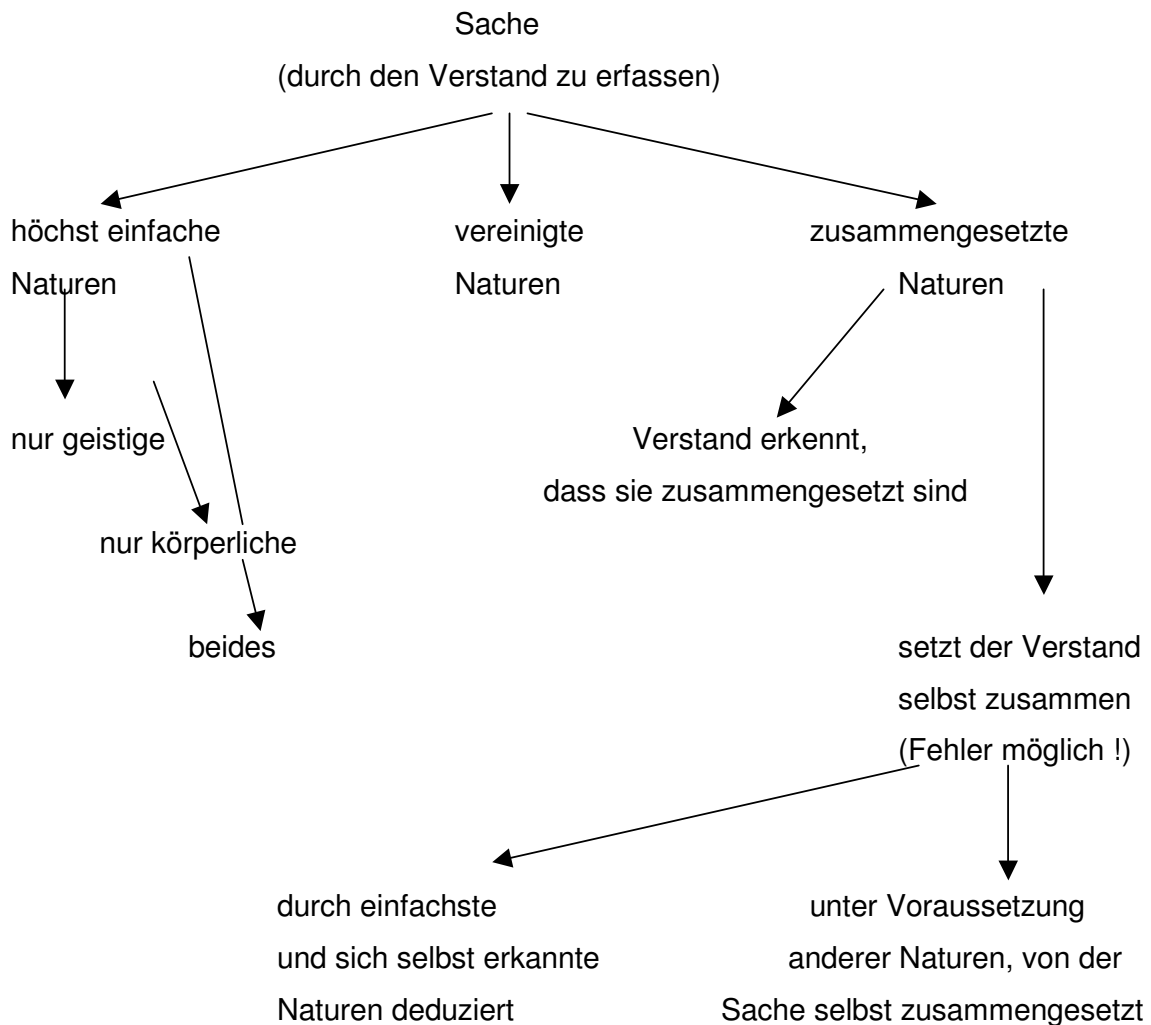 Sache
(durch den Verstand zu erfassen)
höchst einfache
Naturen
vereinigte
Naturen
zusammengesetzte
Naturen
nur geistige
nur körperliche
beides
Verstand erkennt,
dass sie zusammengesetzt sind
setzt der Verstand
selbst zusammen
(Fehler möglich !)
durch einfachste
und sich selbst erkannte
Naturen deduziert
unter Voraussetzung
anderer Naturen, von der
Sache selbst zusammengesetzt